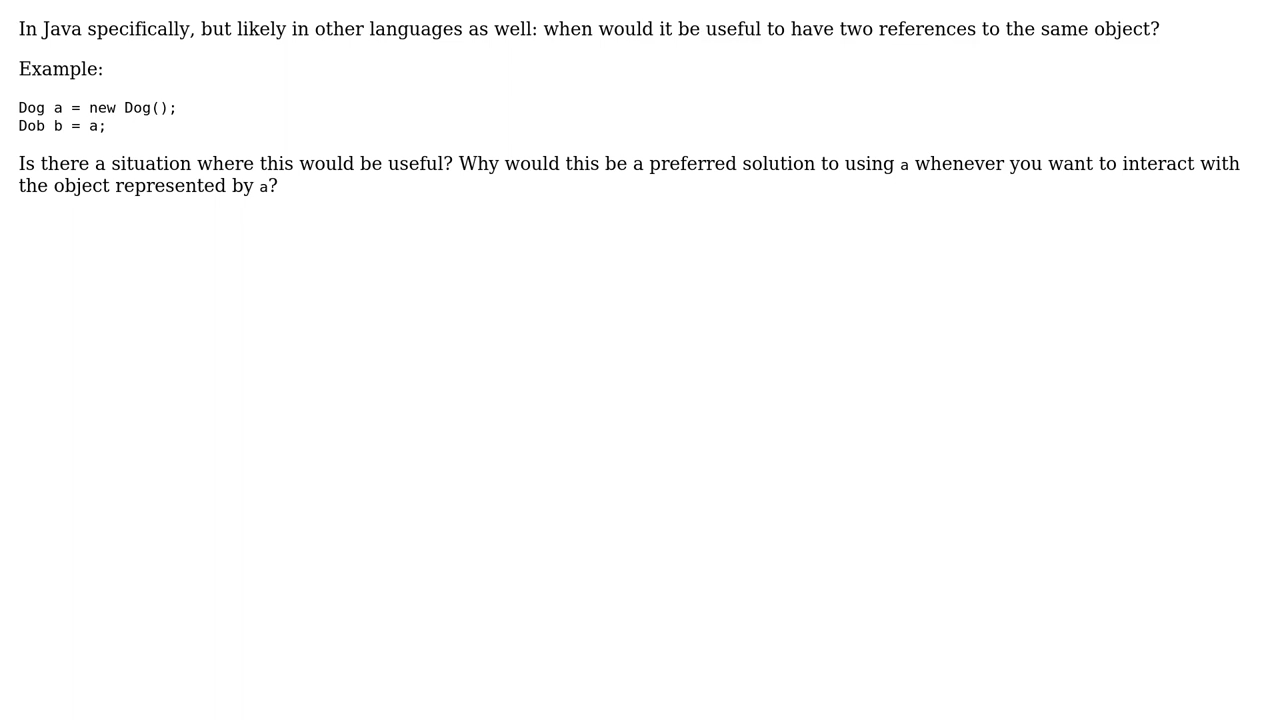 In Java specifically, but likely in other languages as well: when would it be useful to have two references to the same object?
Example:
Dog a = new Dog();
Dob b = a;
Is there a situation where this would be useful? Why would this be a preferred solution to using a whenever you want to interact with
the object represented by a?